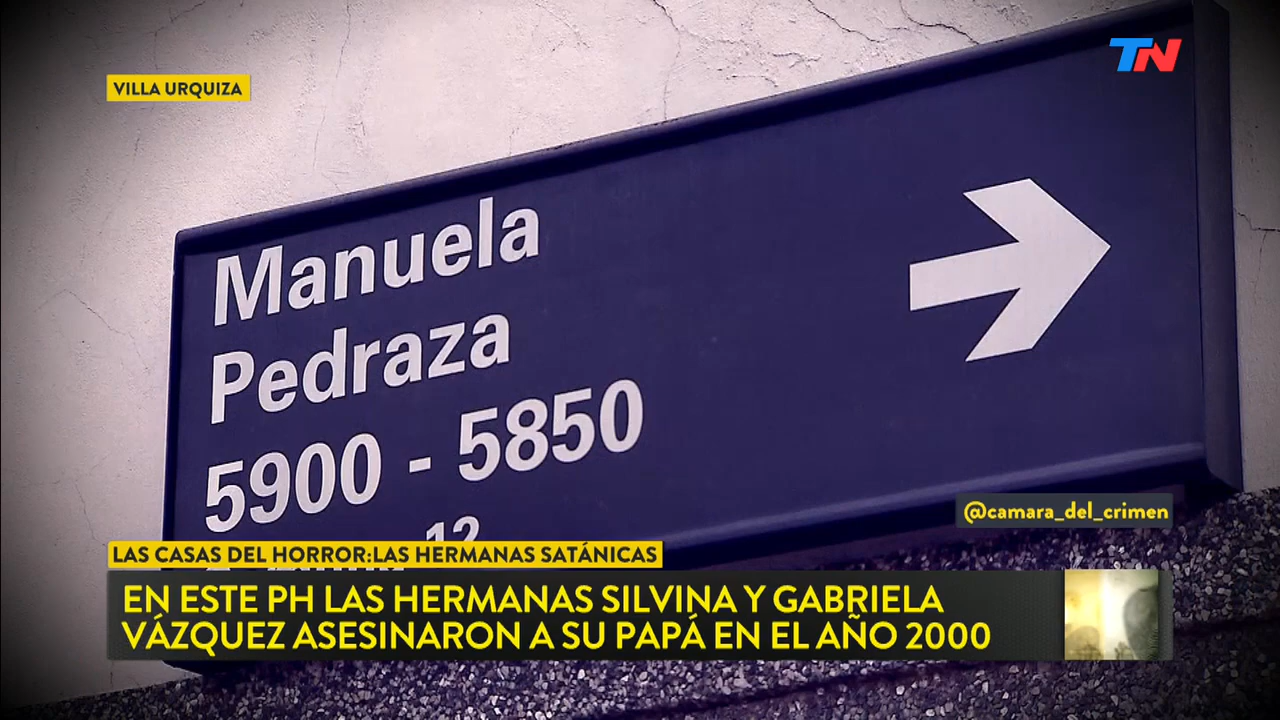 TN
VILLA URQUIZA
Manuela
Pedraza
5900 - 5850
12
@camara_del_crimen
LAS CASAS DEL HORROR:LAS HERMANAS SATÁNICAS
EN ESTE PH LAS HERMANAS SILVINA Y GABRIELA
VÁZQUEZ ASESINARON A SU PAPÁ EN EL AÑO 2000